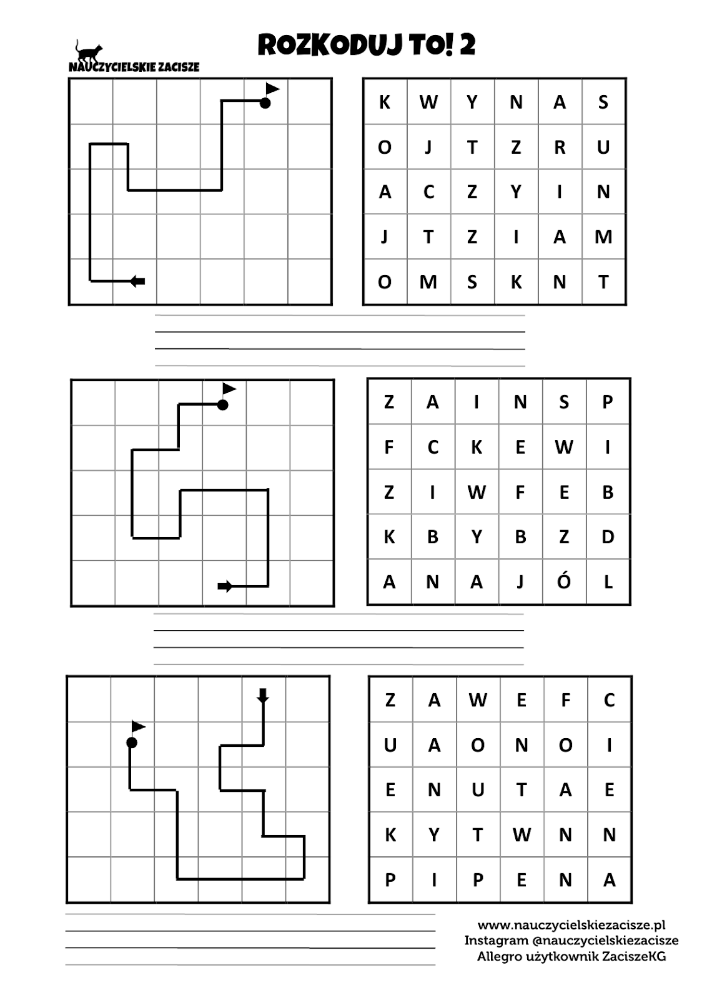 ROZKODUJ TO! 2
NAUCZYCIELSKIE ZACISZE
K W Y N A S
O J T Z R U
A C Z Y I N
J T Z I A M
O M S K N T
Z A I N S P
F C K E W I
Z I W F E B
K B Y B Z D
A N A J Ó L
Z A W E F C
U A O N O I
E N U T A E
K Y T W N N
P I P E N A
www.nauczycielskiezacisze.pl
Instagram @nauczycielskiezacisze
Allegro użytkownik ZaciszeKG